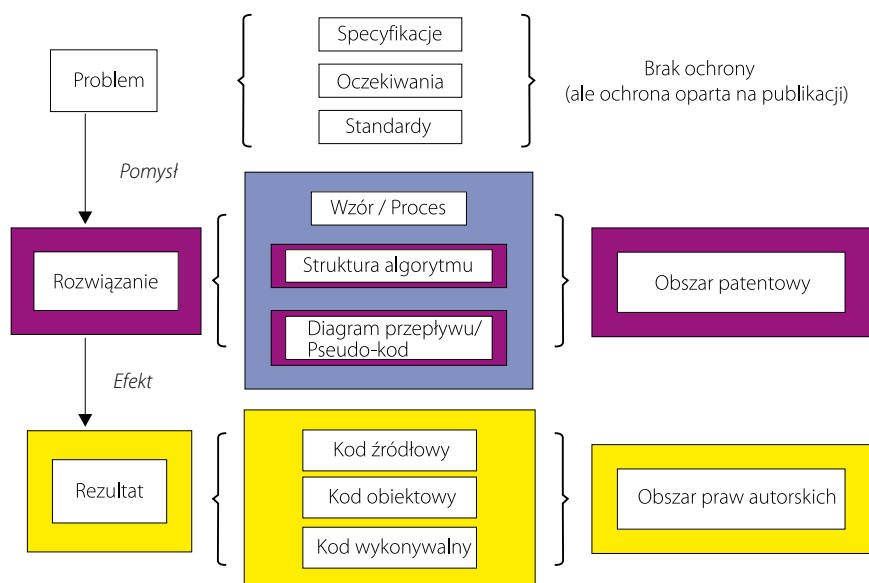 Problem
Specyfikacje
Oczekiwania
Standardy
Brak ochrony
(ale ochrona oparta na publikacji)
Pomysł
Rozwiązanie
Wzór / Proces
Struktura algorytmu
Diagram przepływu/
Pseudo-kod
Obszar patentowy
Efekt
Rezultat
Kod źródłowy
Kod obiektowy
Kod wykonywalny
Obszar praw autorskich